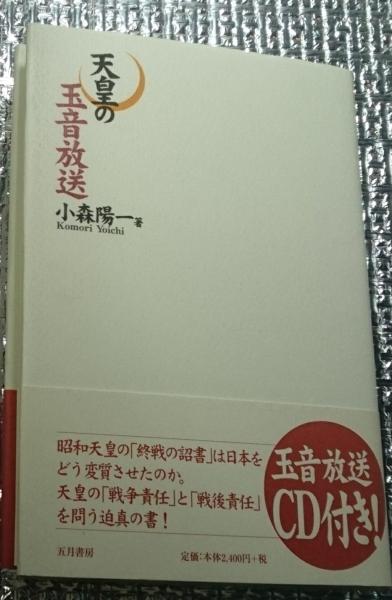 天皇の
玉音放送
小森陽一著
Komori Yoichi
昭和天皇の「終戦の詔書」は日本を
どう変質させたのか。
天皇の「戦争責任」と「戦後責任」
を問う迫真の書!
五月書房
定価:本体2,400円+税
玉音放送
CD付き!